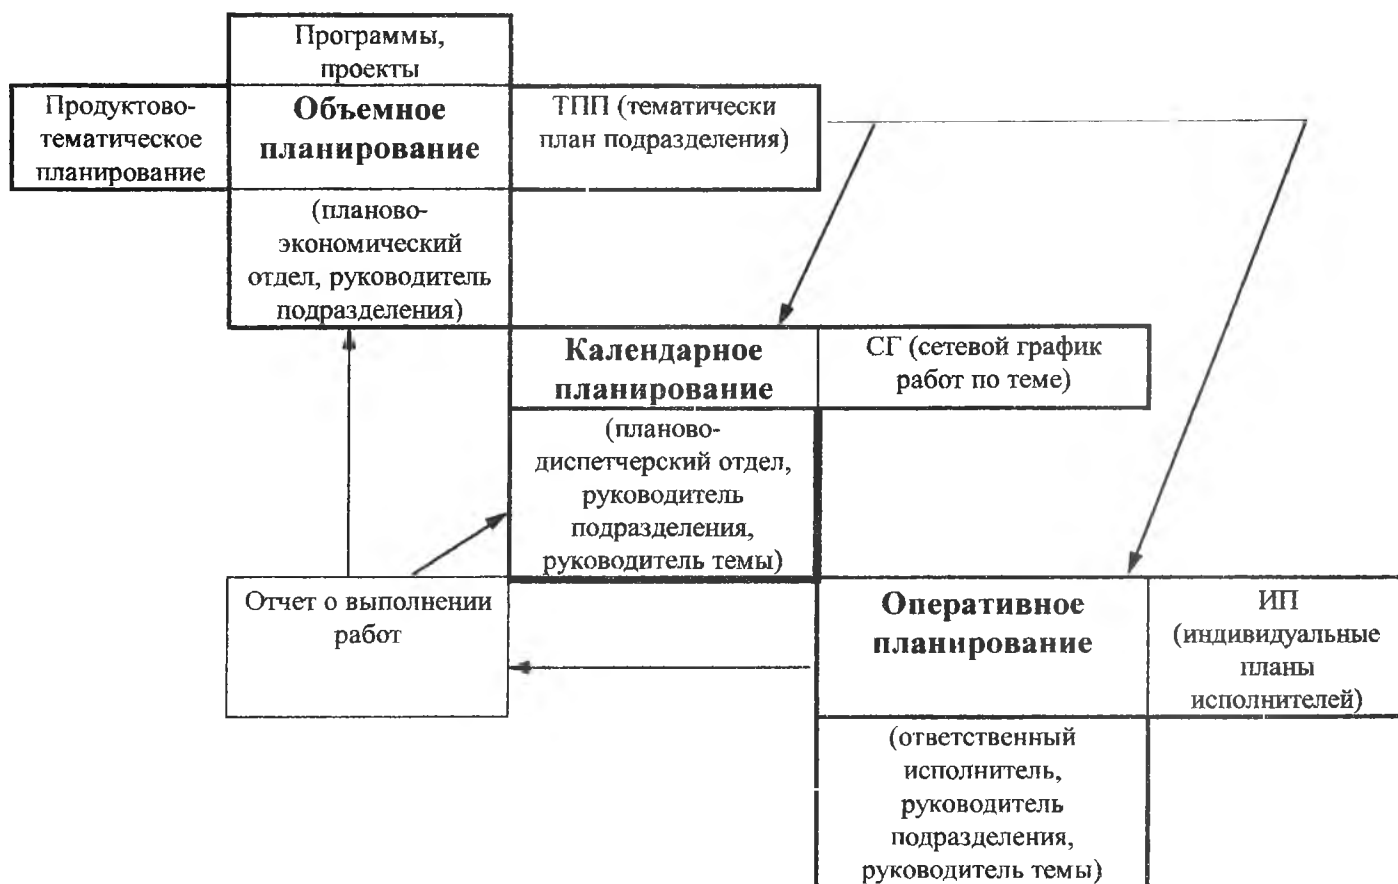 Программы,
проекты
Продуктово-
тематическое
планирование
Объемное
планирование
ТПП (тематически
план подразделения)
(планово-
экономический
отдел, руководитель
подразделения)
Календарное
планирование
СГ (сетевой график
работ по теме)
(планово-
диспетчерский отдел,
руководитель
подразделения,
руководитель темы)
Отчет о выполнении
работ
Оперативное
планирование
ИП
(индивидуальные
планы
исполнителей)
(ответственный
исполнитель,
руководитель
подразделения,
руководитель темы)